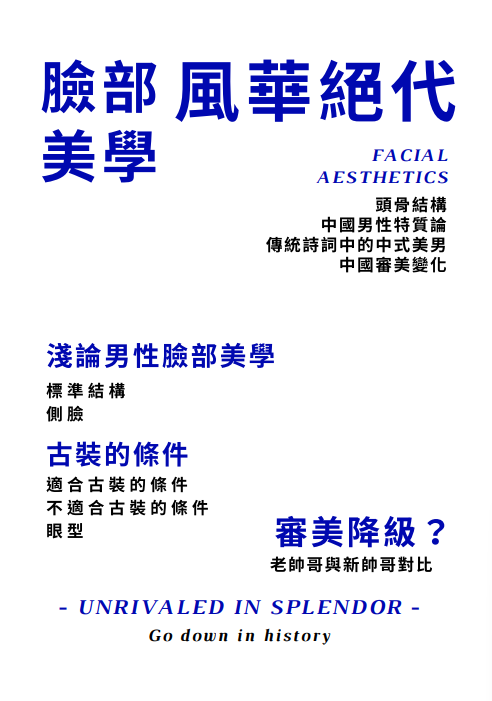 臉部
美學
風華絕代
FACIAL
AESTHETICS
頭骨結構
中國男性特質論
傳統詩詞中的中式美男
中國審美變化
淺論男性臉部美學
標準結構
側臉
古裝的條件
適合古裝的條件
不適合古裝的條件
眼型
審美降級？
老帥哥與新帥哥對比
- UNRIVALED IN SPLENDOR -
Go down in history